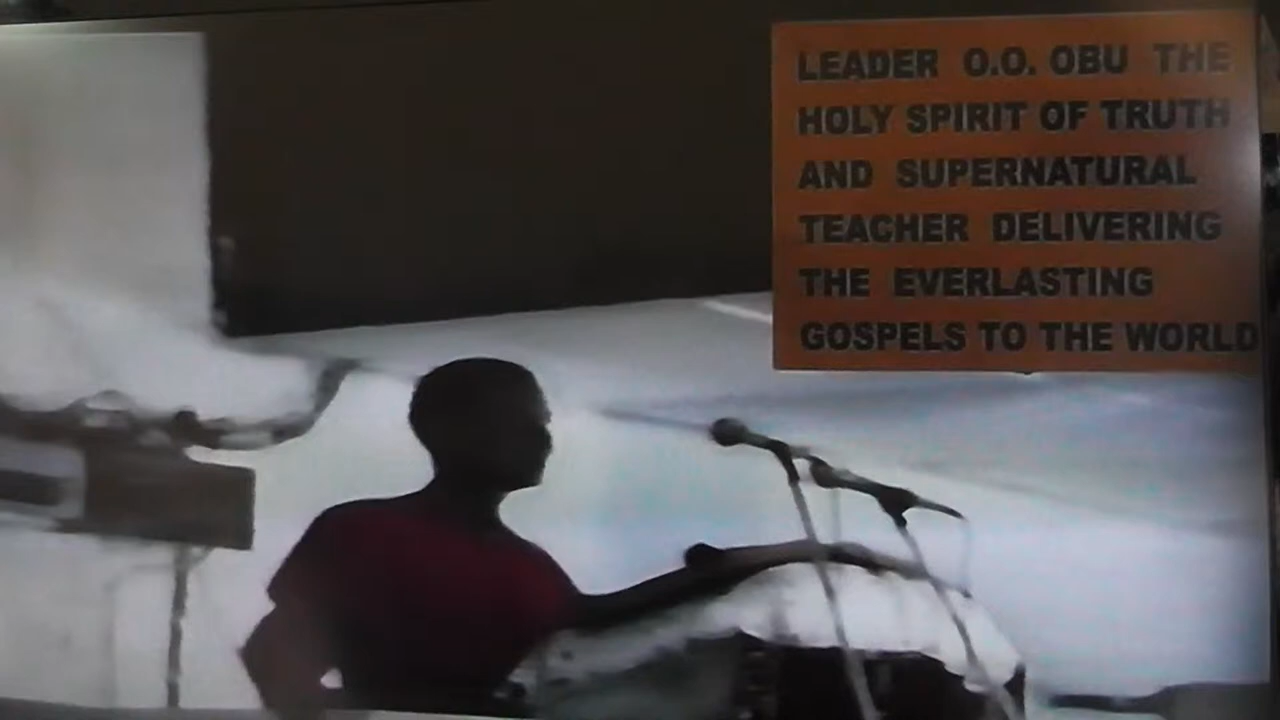 LEADER O.O. OBU THE
HOLY SPIRIT OF TRUTH
AND SUPERNATURAL
TEACHER DELIVERING
THE EVERLASTING
GOSPELS TO THE WORLD